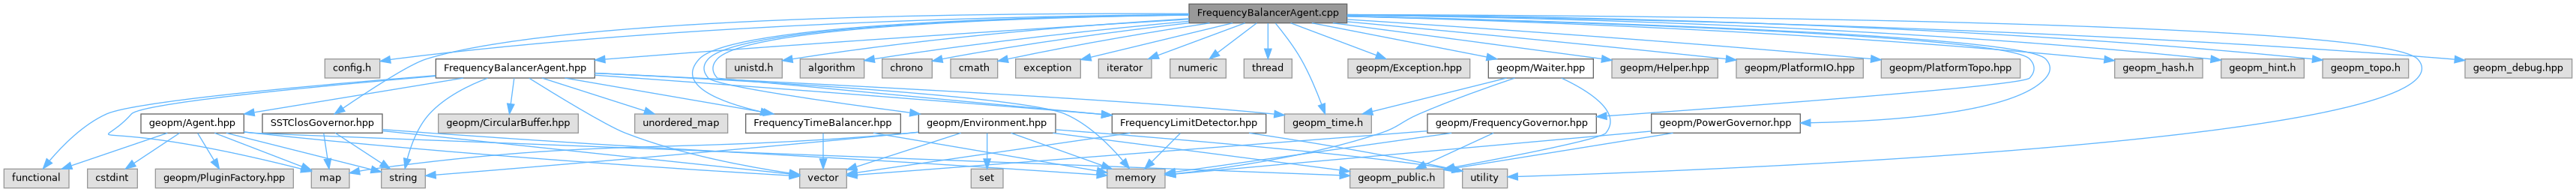 FrequencyBalancerAgent.cpp
config.h
FrequencyBalancerAgent.hpp
unistd.h
algorithm
chrono
cmath
exception
iterator
numeric
thread
geopm/Exception.hpp
geopm/Waiter.hpp
geopm/Helper.hpp
geopm/PlatformIO.hpp
geopm/PlatformTopo.hpp
geopm_hash.h
geopm_hint.h
geopm_topo.h
geopm_debug.hpp
geopm/Agent.hpp
SSTClosGovernor.hpp
geopm/CircularBuffer.hpp
unordered_map
FrequencyTimeBalancer.hpp
geopm/Environment.hpp
FrequencyLimitDetector.hpp
geopm_time.h
geopm/FrequencyGovernor.hpp
geopm/PowerGovernor.hpp
functional
cstdint
geopm/PluginFactory.hpp
map
string
vector
set
memory
geopm_public.h
utility